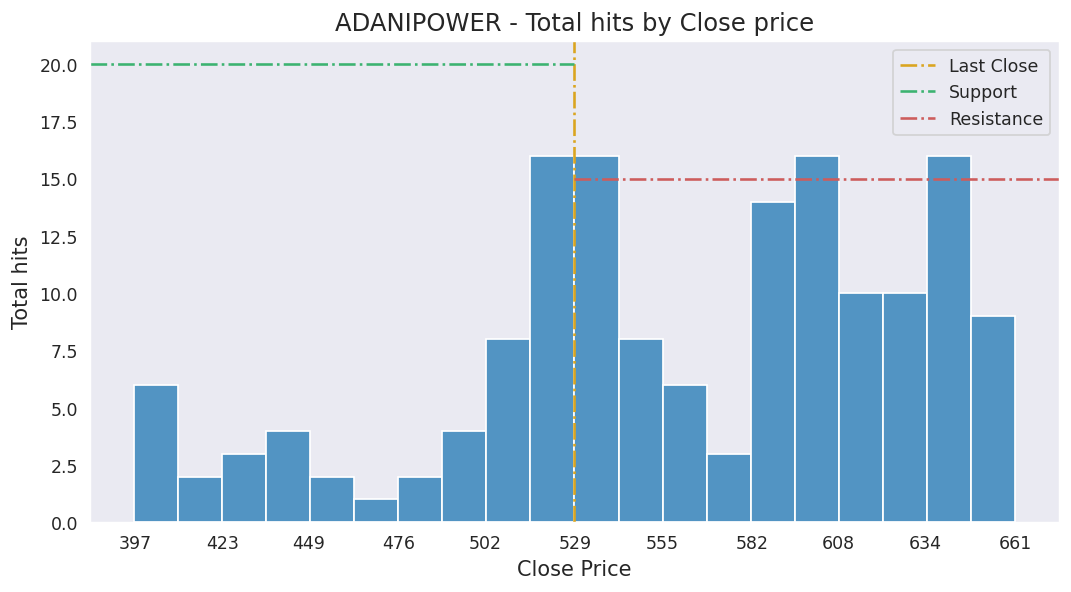 ADANIPOWER - Total hits by Close price
20.0
17.5
15.0
12.5
10.0
7.5
5.0
2.5
0.0
Total hits
Last Close
Support
Resistance
397 423 449 476 502 529 555 582 608 634 661
Close Price